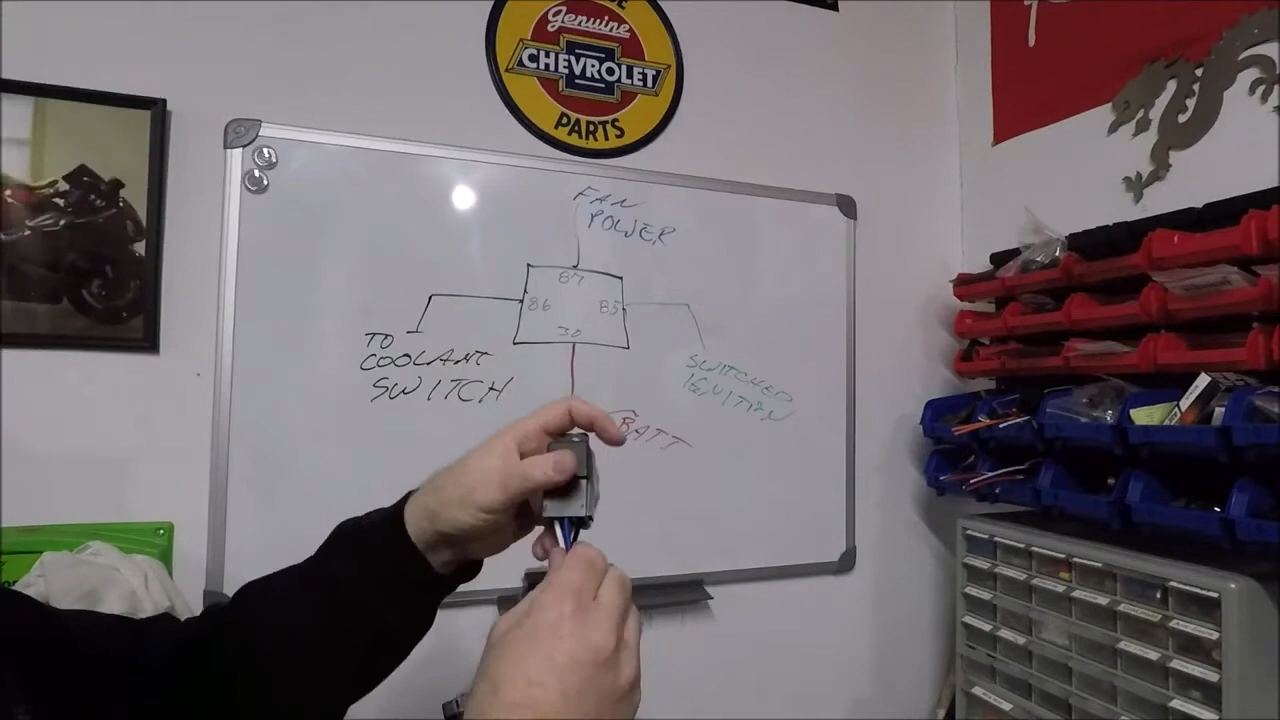 Genuine
CHEVROLET
PARTS
FAN
POWER
87
86
85
30
TO
COOLANT
SWITCH
SWITCHED
IGNITION
BATT